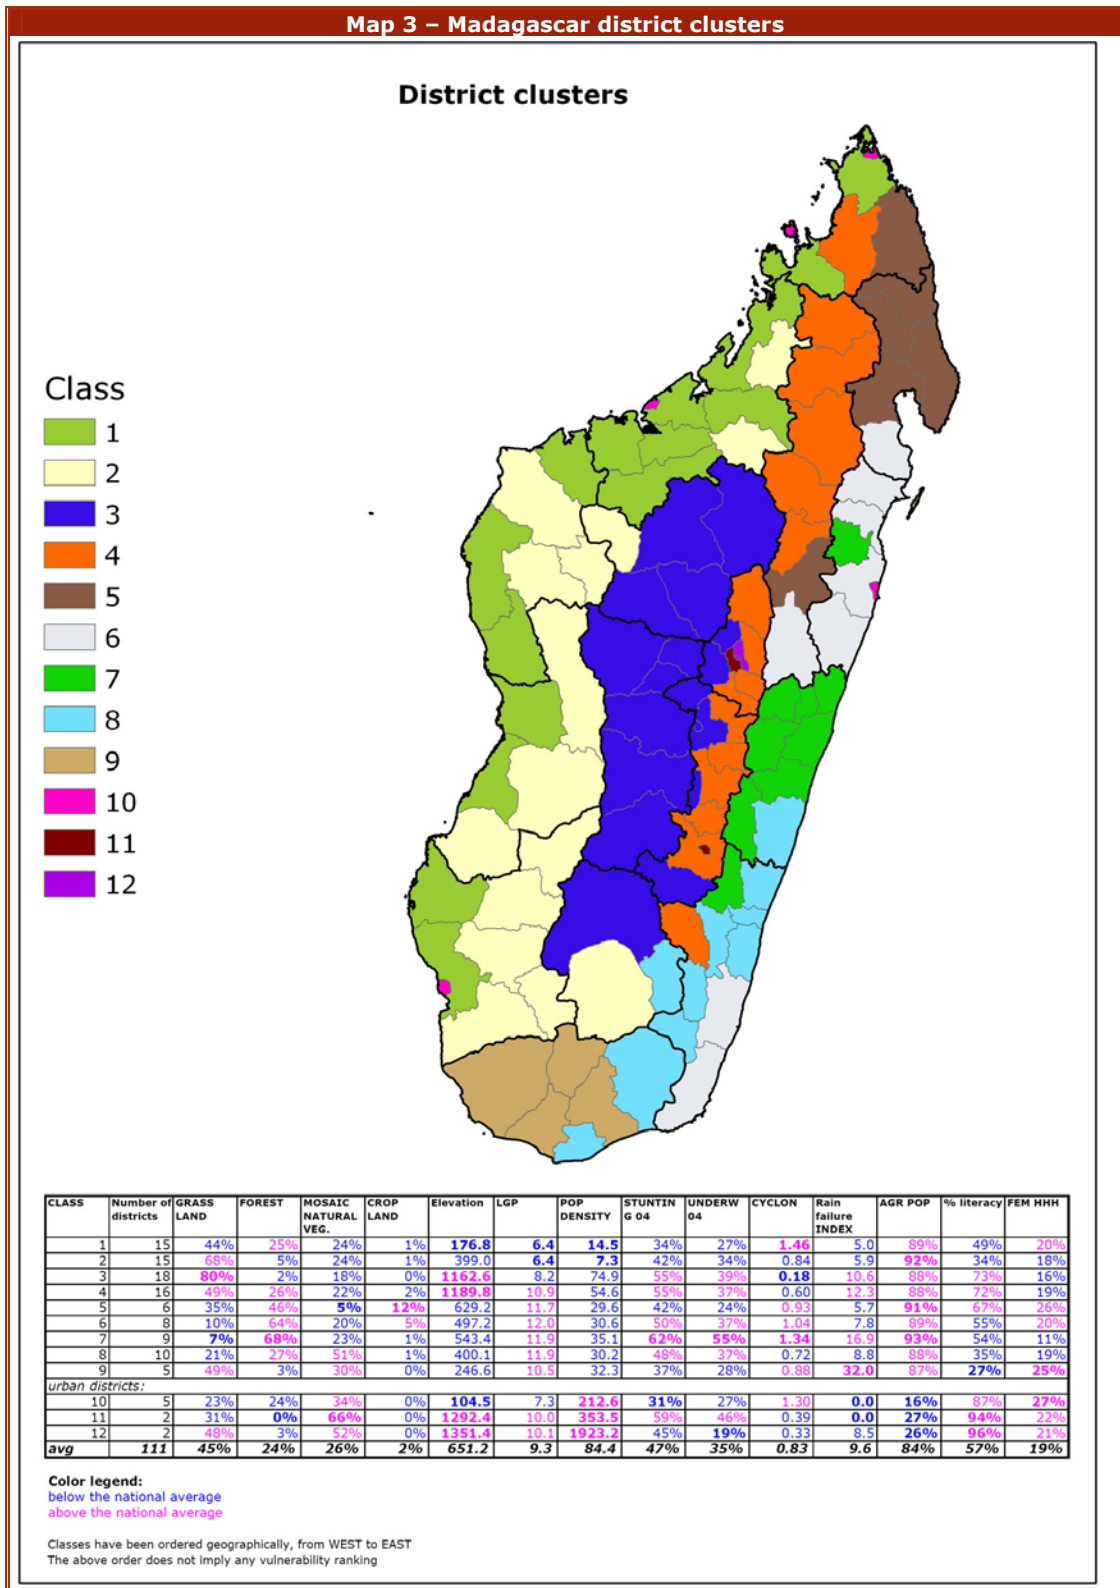 Map 3 – Madagascar district clusters
District clusters
Class
1
2
3
4
5
6
7
8
9
10
11
12
CLASS Number of districts GRASS LAND FOREST MOSAIC NATURAL VEG. CROP LAND Elevation LGP POP DENSITY STUNTIN G 04 UNDERW 04 CYCLON Rain failure INDEX AGR POP % literacy FEM HHH
1 15 44% 25% 24% 1% 176.8 6.4 14.5 34% 27% 1.46 5.0 89% 49% 20%
2 15 68% 5% 24% 1% 399.0 6.4 7.3 42% 34% 0.84 5.9 92% 34% 18%
3 18 80% 2% 18% 0% 1162.6 8.2 74.9 55% 39% 0.18 10.6 88% 73% 16%
4 16 49% 26% 22% 2% 1189.8 10.9 54.6 55% 37% 0.60 12.3 88% 72% 19%
5 6 35% 46% 5% 12% 629.2 11.7 29.6 42% 24% 0.93 5.7 91% 67% 26%
6 8 10% 64% 20% 5% 497.2 12.0 30.6 50% 37% 1.04 7.8 89% 55% 20%
7 9 7% 68% 23% 1% 543.4 11.9 35.1 62% 55% 1.34 16.9 93% 54% 11%
8 10 21% 27% 51% 1% 400.1 11.9 30.2 48% 37% 0.72 8.8 88% 35% 19%
9 5 49% 3% 30% 0% 246.6 10.5 32.3 37% 28% 0.88 32.0 87% 27% 25%
urban districts:
10 5 23% 24% 34% 0% 104.5 7.3 212.6 31% 27% 1.30 0.0 16% 87% 27%
11 2 31% 0% 66% 0% 1292.4 10.0 353.5 59% 46% 0.39 0.0 27% 94% 22%
12 2 48% 3% 52% 0% 1351.4 10.1 1923.2 45% 19% 0.33 8.5 26% 96% 21%
avg 111 45% 24% 26% 2% 651.2 9.3 84.4 47% 35% 0.83 9.6 84% 57% 19%
Color legend:
below the national average
above the national average
Classes have been ordered geographically, from WEST to EAST
The above order does not imply any vulnerability ranking